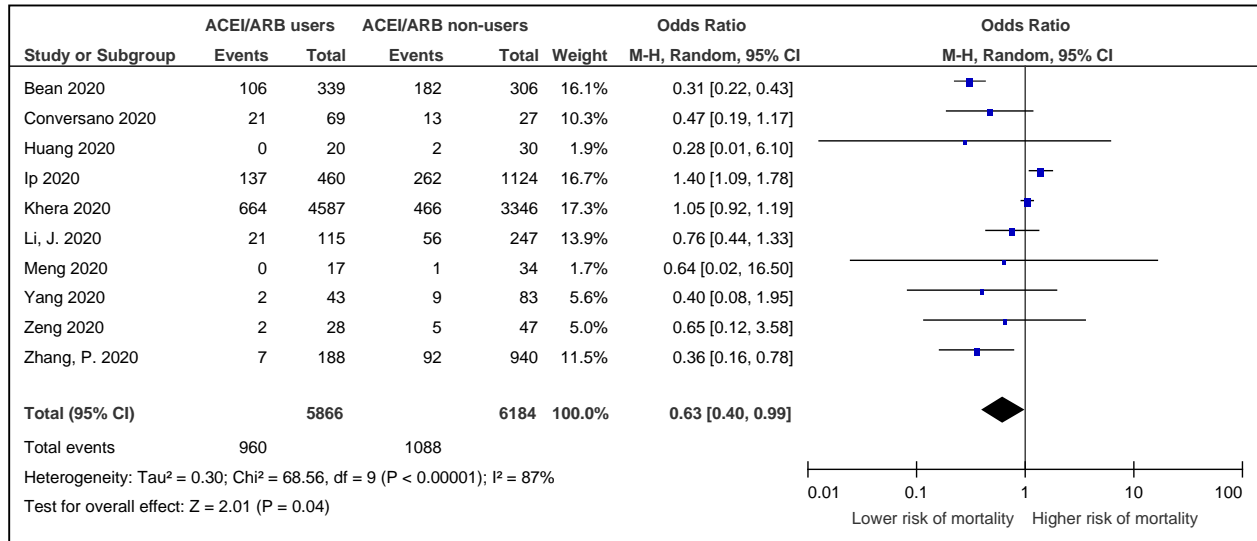 ACEI/ARB users ACEI/ARB non-users Odds Ratio Odds Ratio
Study or Subgroup Events Total Events Total Weight M-H, Random, 95% CI M-H, Random, 95% CI
Bean 2020 106 339 182 306 16.1% 0.31 [0.22, 0.43]
Conversano 2020 21 69 13 27 10.3% 0.47 [0.19, 1.17]
Huang 2020 0 20 2 30 1.9% 0.28 [0.01, 6.10]
Ip 2020 137 460 262 1124 16.7% 1.40 [1.09, 1.78]
Khera 2020 664 4587 466 3346 17.3% 1.05 [0.92, 1.19]
Li, J. 2020 21 115 56 247 13.9% 0.76 [0.44, 1.33]
Meng 2020 0 17 1 34 1.7% 0.64 [0.02, 16.50]
Yang 2020 2 43 9 83 5.6% 0.40 [0.08, 1.95]
Zeng 2020 2 28 5 47 5.0% 0.65 [0.12, 3.58]
Zhang, P. 2020 7 188 92 940 11.5% 0.36 [0.16, 0.78]
Total (95% CI) 5866 6184 100.0% 0.63 [0.40, 0.99]
Total events 960 1088
Heterogeneity: Tau² = 0.30; Chi² = 68.56, df = 9 (P < 0.00001); I² = 87%
Test for overall effect: Z = 2.01 (P = 0.04)
0.01 0.1 1 10 100
Lower risk of mortality Higher risk of mortality